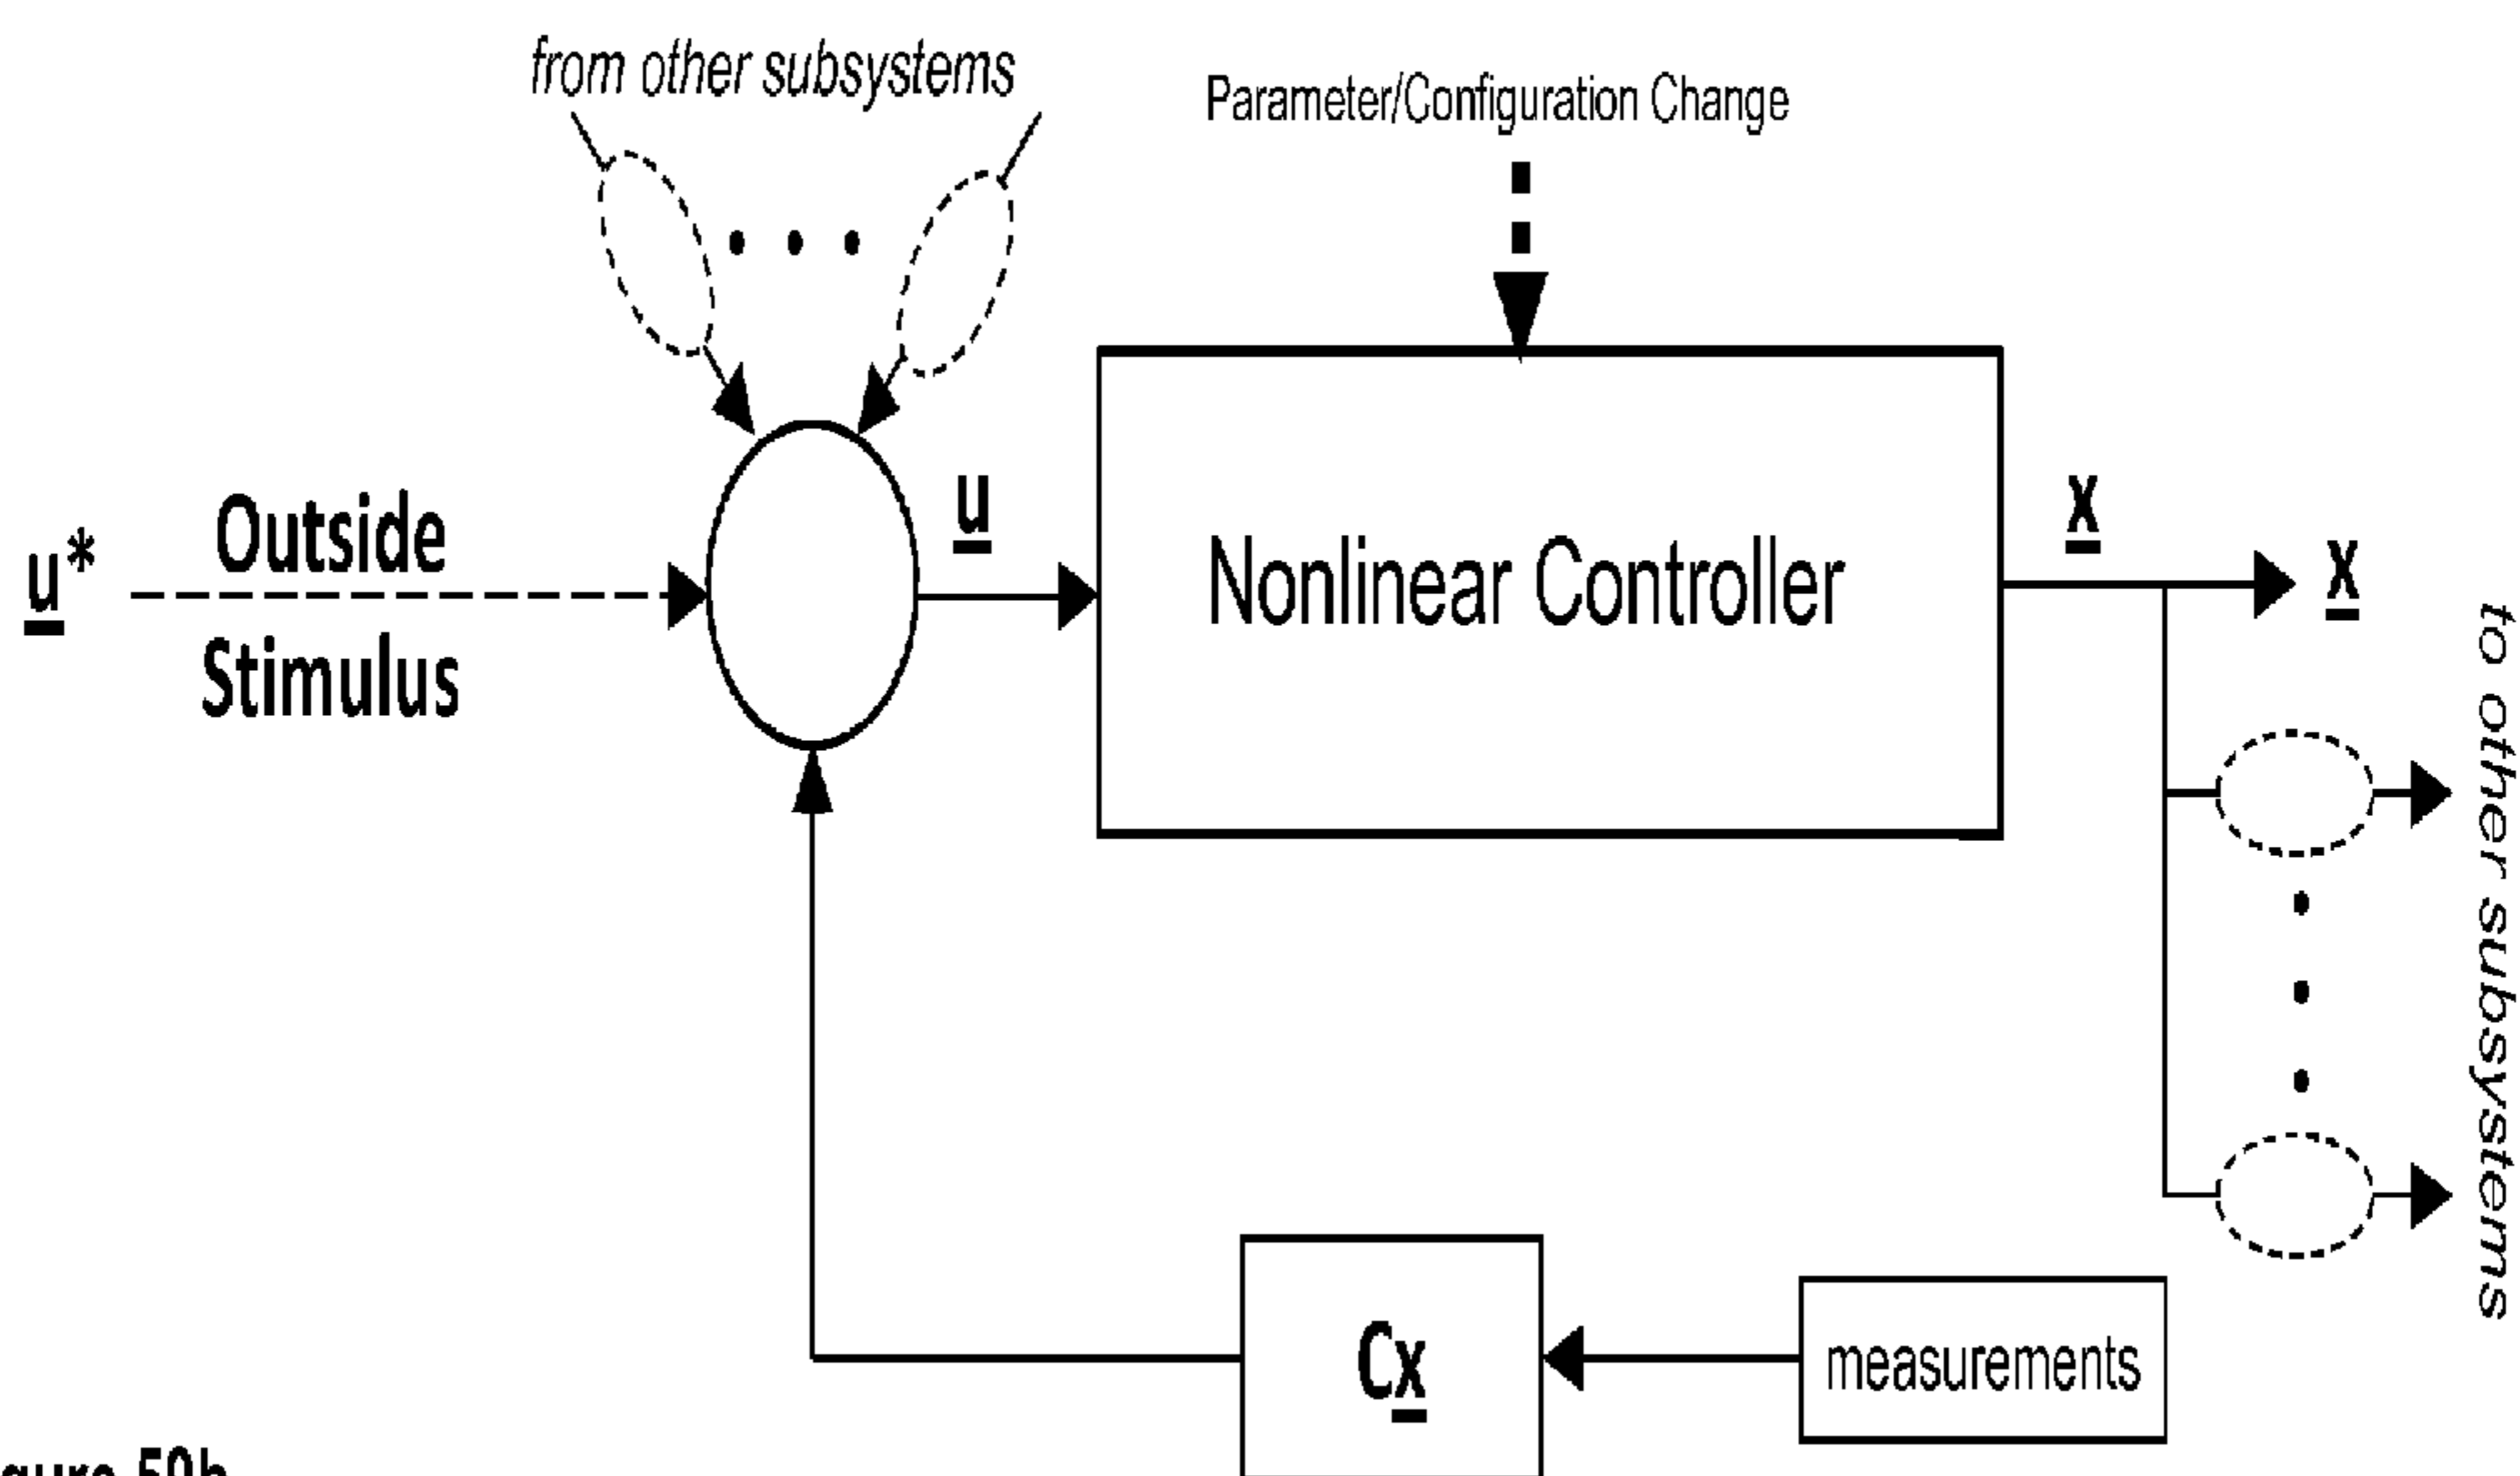 from other subsystems
Parameter/Configuration Change
u*
Outside
Stimulus
u
Nonlinear Controller
x
x
to other subsystems
Cx
measurements